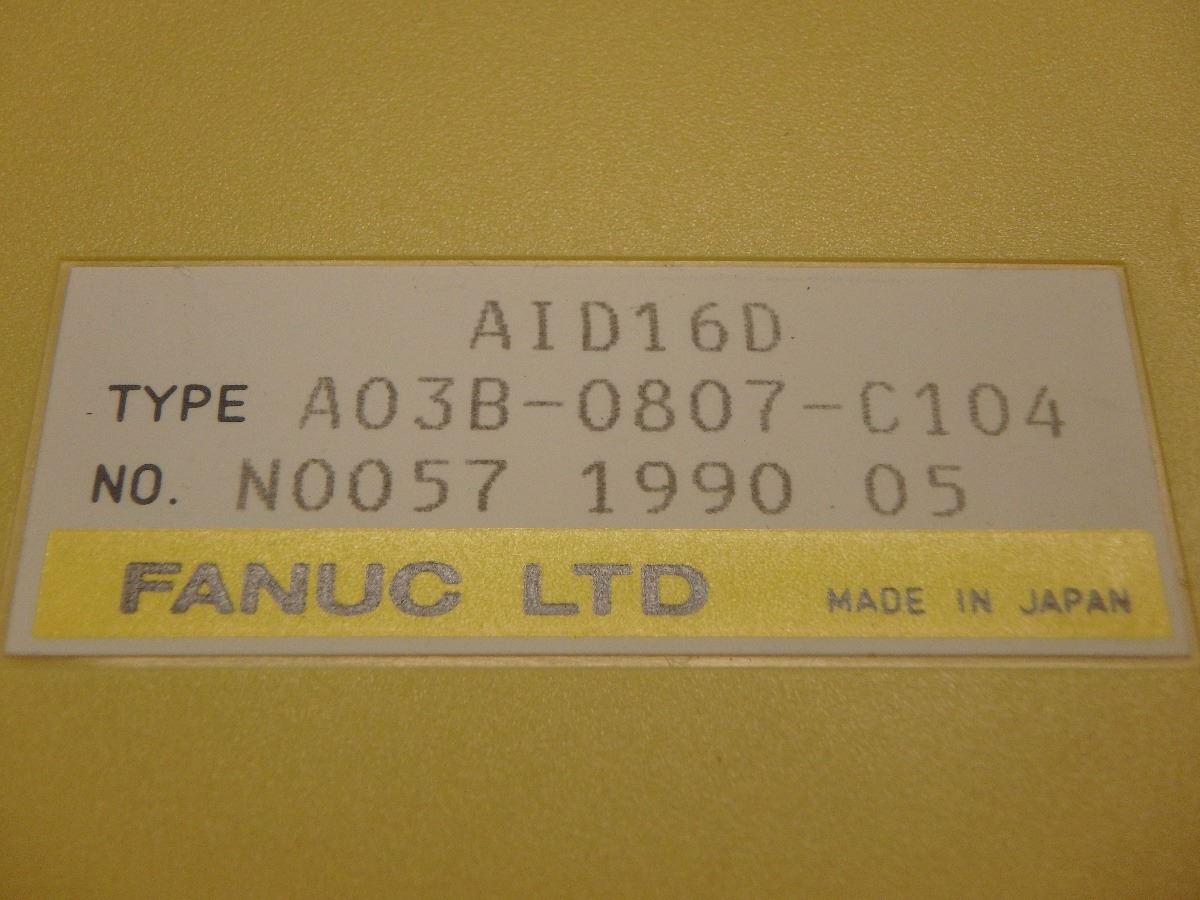 AID16D
TYPE A03B-0807-C104
NO. N0057 1990 05
FANUC LTD MADE IN JAPAN